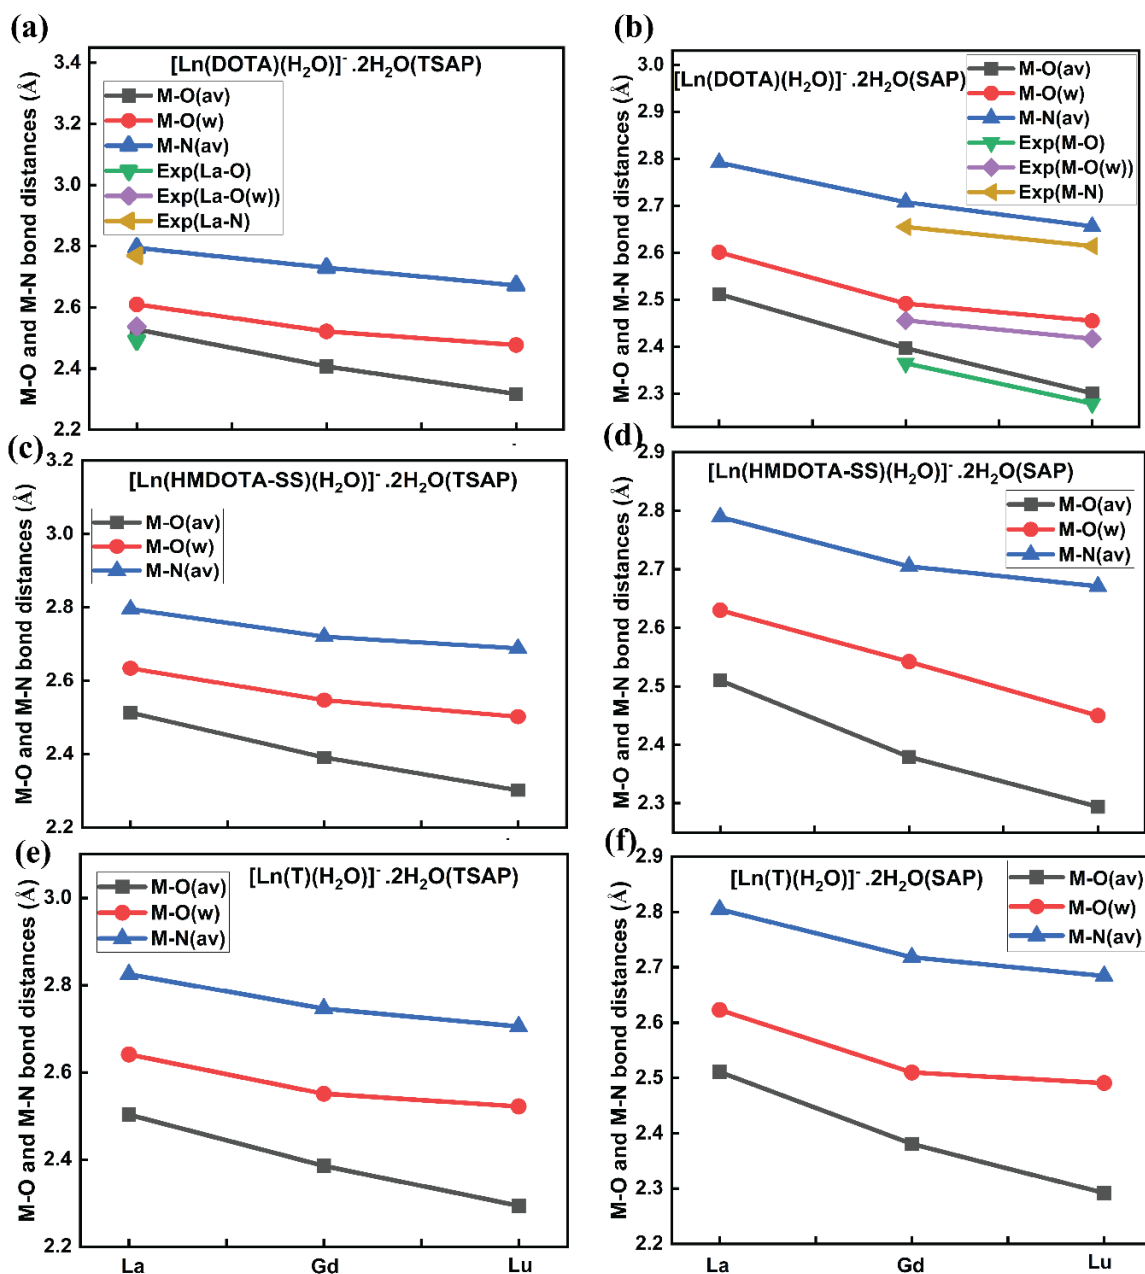 (a)
[Ln(DOTA)(H₂O)]⁻ .2H₂O(TSAP)
M-O(av)
M-O(w)
M-N(av)
Exp(La-O)
Exp(La-O(w))
Exp(La-N)
M-O and M-N bond distances (Å)
3.4
3.2
3.0
2.8
2.6
2.4
2.2
(b)
[Ln(DOTA)(H₂O)]⁻ .2H₂O(SAP)
M-O(av)
M-O(w)
M-N(av)
Exp(M-O)
Exp(M-O(w))
Exp(M-N)
M-O and M-N bond distances (Å)
3.0
2.9
2.8
2.7
2.6
2.5
2.4
2.3
(c)
[Ln(HMDOTA-SS)(H₂O)]⁻ .2H₂O(TSAP)
M-O(av)
M-O(w)
M-N(av)
M-O and M-N bond distances (Å)
3.2
3.0
2.8
2.6
2.4
2.2
(d)
[Ln(HMDOTA-SS)(H₂O)]⁻ .2H₂O(SAP)
M-O(av)
M-O(w)
M-N(av)
M-O and M-N bond distances (Å)
2.9
2.8
2.7
2.6
2.5
2.4
2.3
(e)
[Ln(T)(H₂O)]⁻ .2H₂O(TSAP)
M-O(av)
M-O(w)
M-N(av)
M-O and M-N bond distances (Å)
3.0
2.8
2.6
2.4
2.2
La
Gd
Lu
(f)
[Ln(T)(H₂O)]⁻ .2H₂O(SAP)
M-O(av)
M-O(w)
M-N(av)
M-O and M-N bond distances (Å)
2.9
2.8
2.7
2.6
2.5
2.4
2.3
2.2
La
Gd
Lu